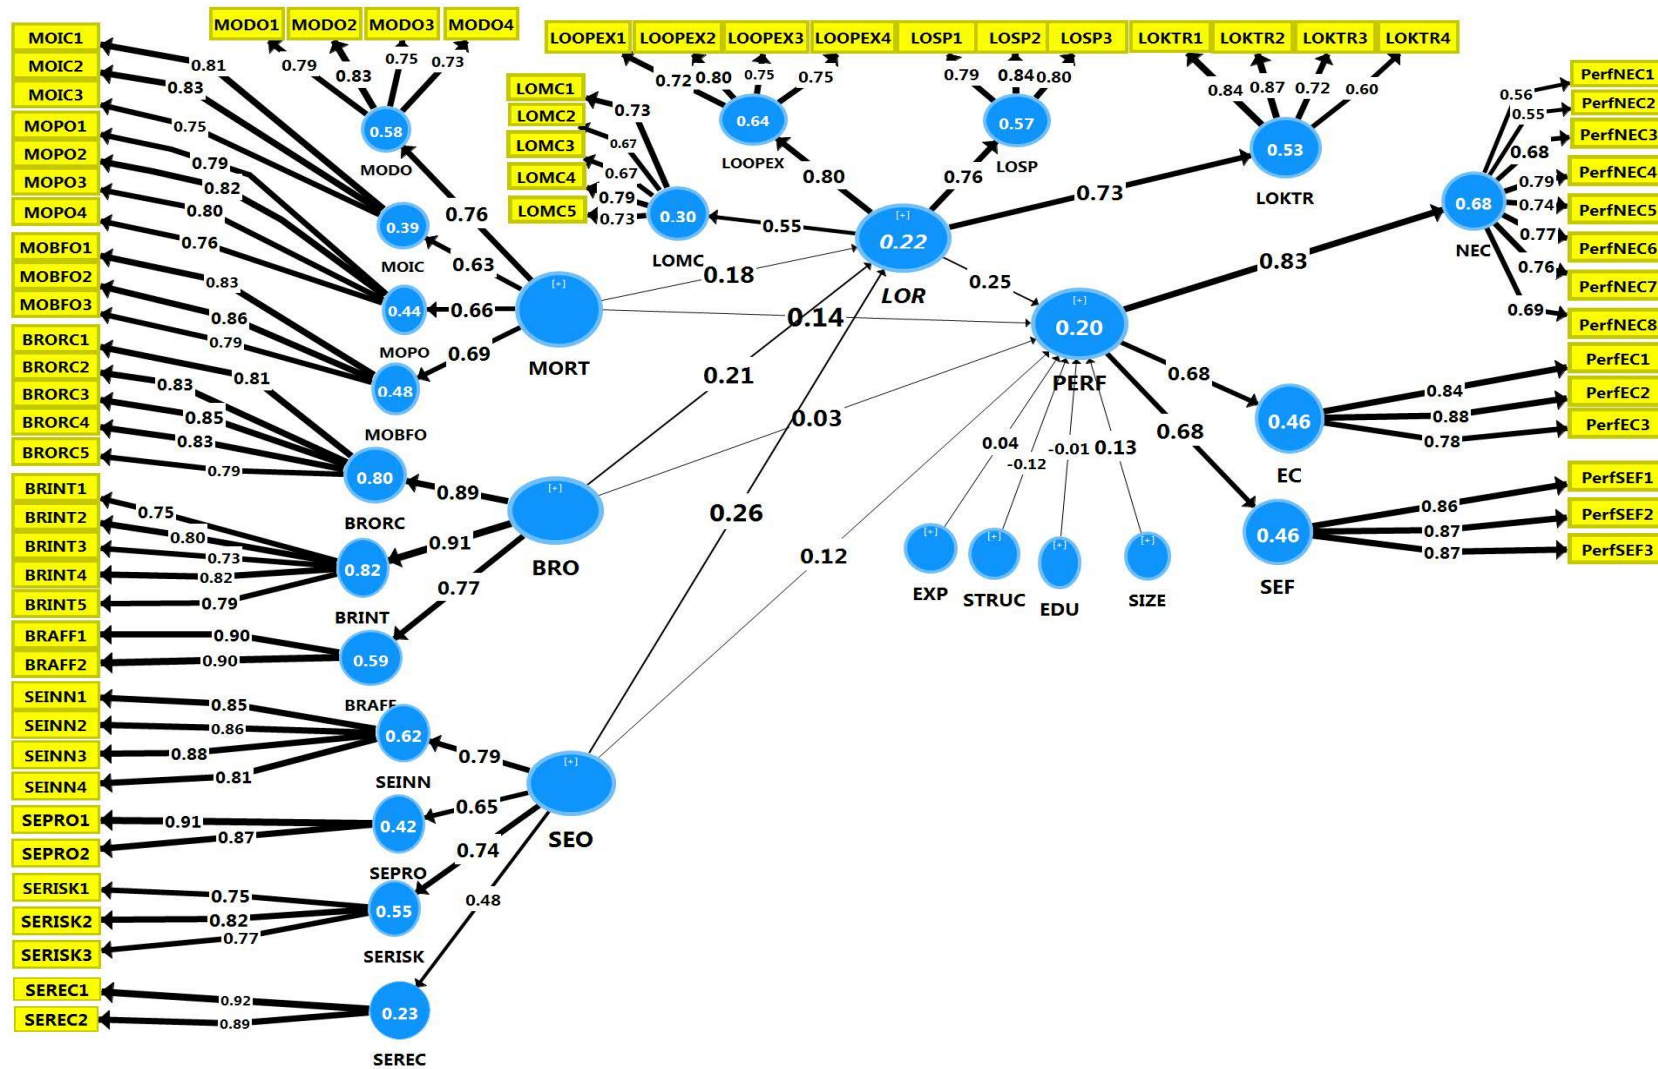 MOIC1
MOIC2
MOIC3
MOPO1
MOPO2
MOPO3
MOPO4
MOBFO1
MOBFO2
MOBFO3
BRORC1
BRORC2
BRORC3
BRORC4
BRORC5
BRINT1
BRINT2
BRINT3
BRINT4
BRINT5
BRAFF1
BRAFF2
SEINN1
SEINN2
SEINN3
SEINN4
SEPRO1
SEPRO2
SERISK1
SERISK2
SERISK3
SEREC1
SEREC2
MODO1 MODO2 MODO3 MODO4
0.79 0.83 0.75 0.73
0.58
MODO
0.81
0.83
0.75
0.39
MOIC
0.79
0.82
0.80
0.76
0.44
MOPO
0.83
0.86
0.79
0.48
MOBFO
0.81
0.83
0.85
0.83
0.79
0.80
BRORC
0.75
0.80
0.73
0.82
0.79
0.82
BRINT
0.90
0.90
0.59
BRAFF
0.85
0.86
0.88
0.81
0.62
SEINN
0.91
0.87
0.42
SEPRO
0.75
0.82
0.77
0.55
SERISK
0.92
0.89
0.23
SEREC
0.76
0.63
0.66
0.69
[+]
MORT
0.89
0.91
0.77
[+]
BRO
0.79
0.65
0.74
0.48
[+]
SEO
LOOPEX1 LOOPEX2 LOOPEX3 LOOPEX4 LOSP1 LOSP2 LOSP3 LOKTR1 LOKTR2 LOKTR3 LOKTR4
0.72 0.80 0.75 0.75
0.64
LOOPEX
0.79 0.84 0.80
0.57
LOSP
0.84 0.87 0.72 0.60
0.53
LOKTR
LOMC1
LOMC2
LOMC3
LOMC4
LOMC5
0.73
0.67
0.67
0.79
0.73
0.30
LOMC
0.80
0.76
0.73
0.55
[+]
0.22
LOR
0.18
0.14
0.21
0.03
0.26
0.12
0.25
[+]
0.20
PERF
0.04
-0.12
-0.01
0.13
[+]
EXP
[+]
STRUC
[+]
EDU
[+]
SIZE
0.83
0.68
0.68
0.68
NEC
0.56
0.55
0.68
0.79
0.74
0.77
0.76
0.69
PerfNEC1
PerfNEC2
PerfNEC3
PerfNEC4
PerfNEC5
PerfNEC6
PerfNEC7
PerfNEC8
0.46
EC
0.84
0.88
0.78
PerfEC1
PerfEC2
PerfEC3
0.46
SEF
0.86
0.87
0.87
PerfSEF1
PerfSEF2
PerfSEF3